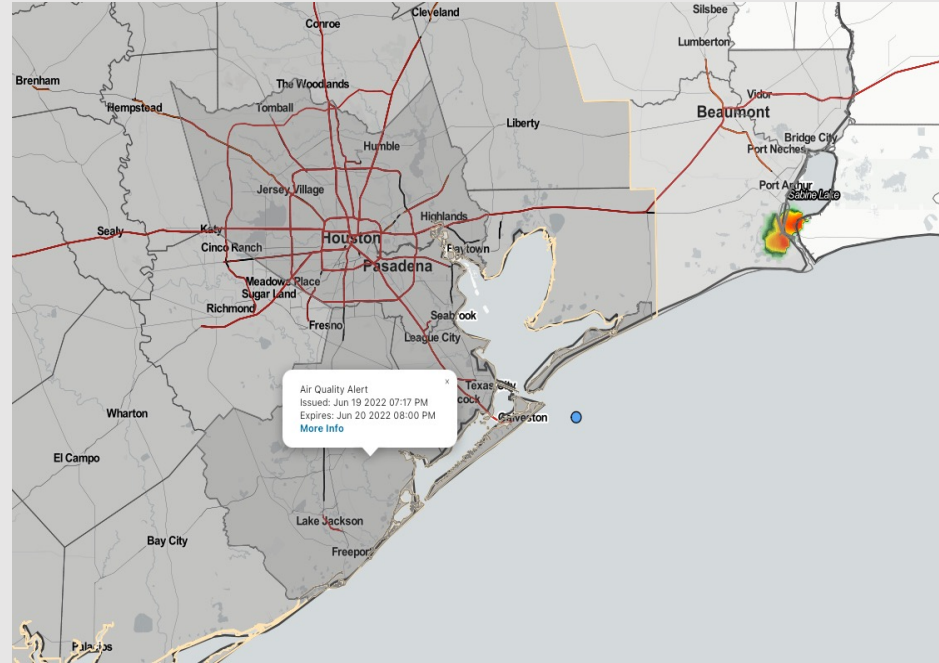 Cleveland
Conroe
Silsbee
Lumberton
Brenham
The Woodlands
Hempstead
Tomball
Vidor
Beaumont
Liberty
Bridge City
Port Neches
Humble
Port Arthur
Sabine Lake
Jersey Village
Highlands
Sealy
Katy
Houston
Cinco Ranch
Baytown
Pasadena
Meadows Place
Sugar Land
Richmond
Seabrook
Fresno
League City
Texas City
cock
Galveston
×
Air Quality Alert
Issued: Jun 19 2022 07:17 PM
Expires: Jun 20 2022 08:00 PM
More Info
Wharton
El Campo
Lake Jackson
Bay City
Freeport
Palacios